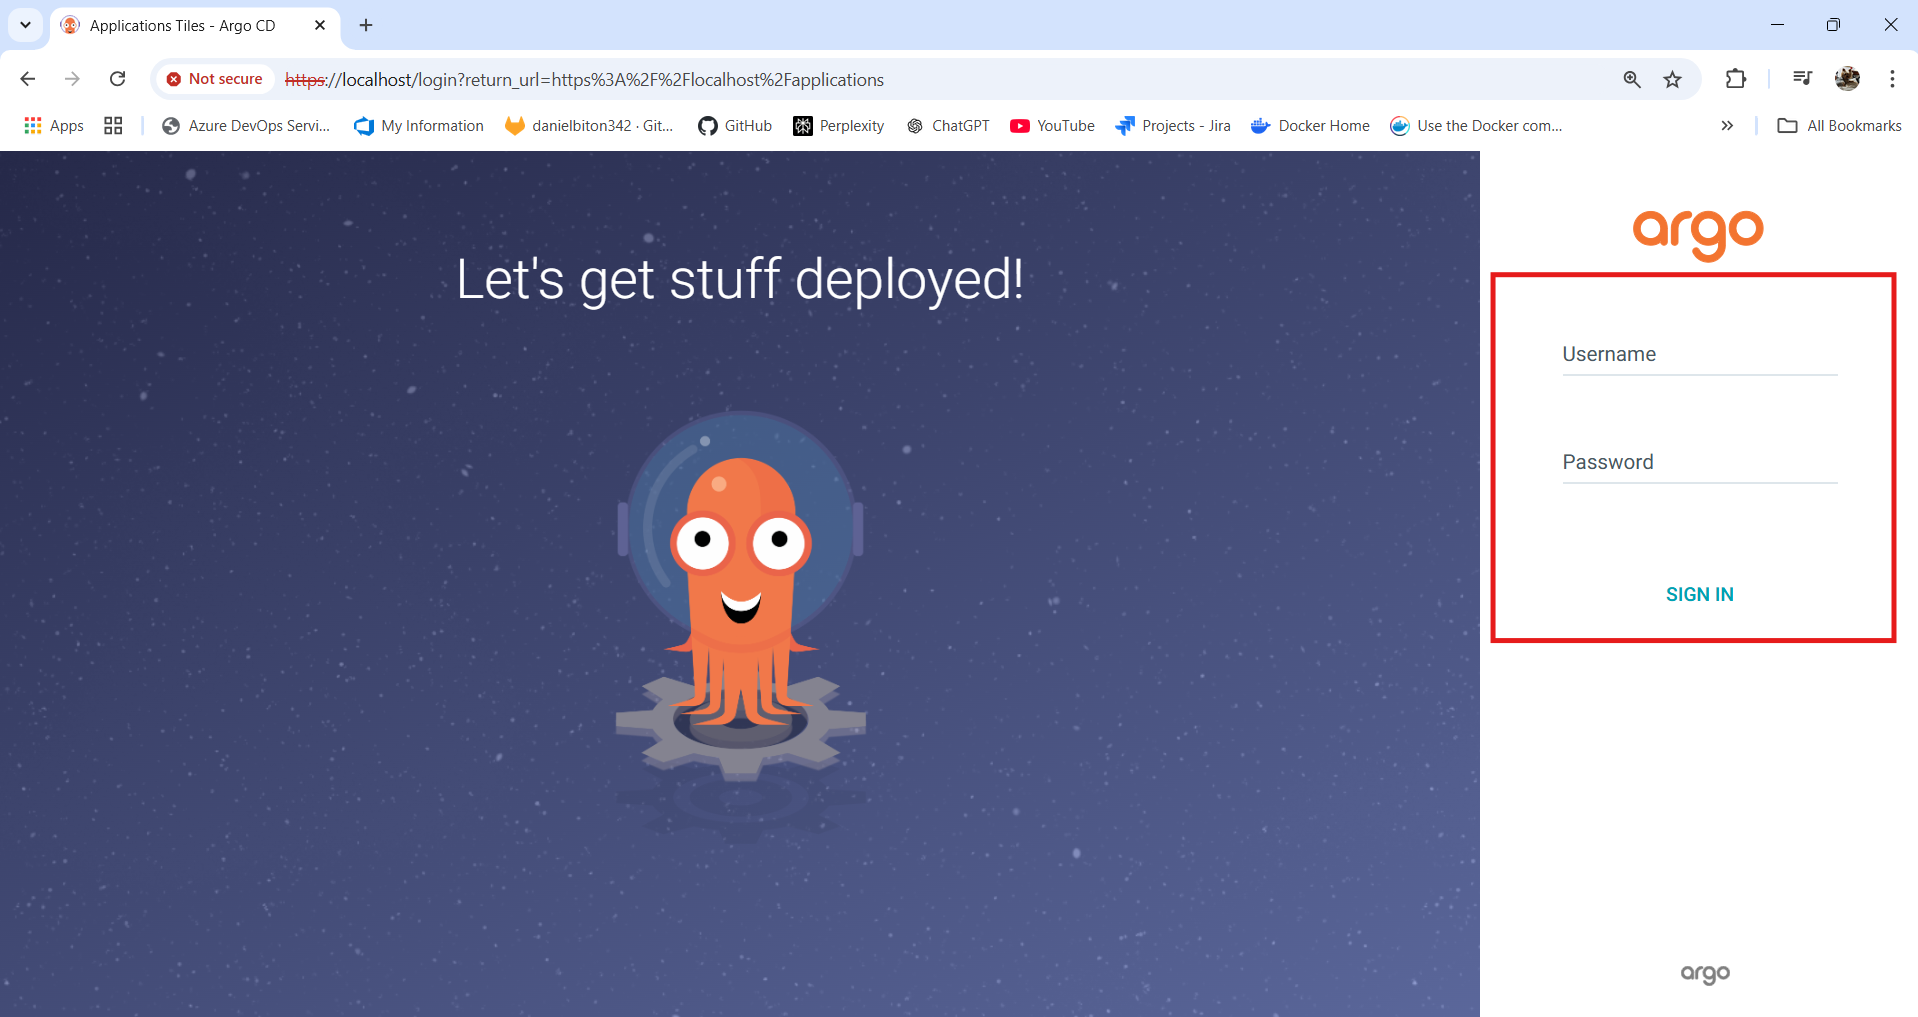 Applications Tiles - Argo CD
Not secure https://localhost/login?return_url=https%3A%2F%2Flocalhost%2Fapplications
Apps Azure DevOps Servi... My Information danielbiton342 · Git... GitHub Perplexity ChatGPT YouTube Projects - Jira Docker Home Use the Docker com... All Bookmarks
Let's get stuff deployed!
argo
Username
Password
SIGN IN
argo